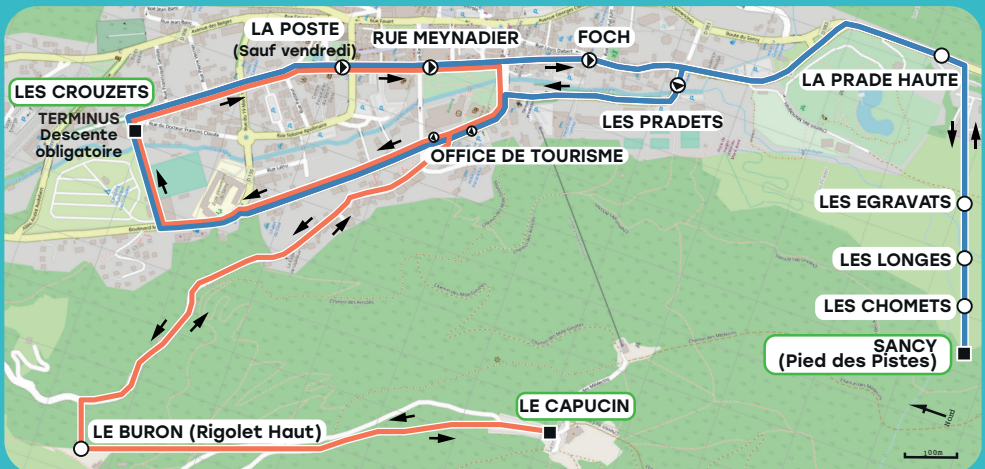 LA POSTE
(Sauf vendredi)
RUE MEYNADIER
FOCH
LA PRADE HAUTE
LES CROUZETS
TERMINUS
Descente
obligatoire
LES PRADETS
OFFICE DE TOURISME
LES EGRAVATS
LES LONGES
LES CHOMETS
SANCY
(Pied des Pistes)
LE CAPUCIN
LE BURON (Rigolet Haut)
Nord
100m